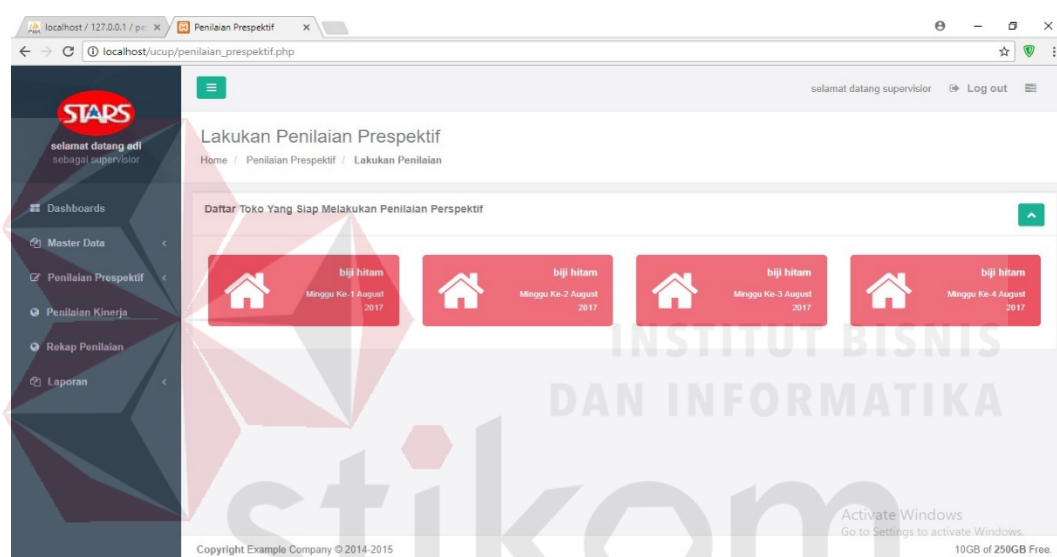 localhost / 127.0.0.1 / pe
Penilaian Prespektif
localhost/ucup/penilaian_prespektif.php
STARS
selamat datang adi
sebagai supervisior
selamat datang supervisior
Log out
Lakukan Penilaian Prespektif
Home / Penilaian Prespektif / Lakukan Penilaian
Dashboards
Master Data
Penilaian Prespektif
Penilaian Kinerja
Rekap Penilaian
Laporan
Daftar Toko Yang Siap Melakukan Penilaian Perspektif
biji hitam
Minggu Ke-1 August
2017
biji hitam
Minggu Ke-2 August
2017
biji hitam
Minggu Ke-3 August
2017
biji hitam
Minggu Ke-4 August
2017
INSTITUT BISNIS
DAN INFORMATIKA
stikom
Activate Windows
Go to Settings to activate Windows.
Copyright Example Company © 2014-2015
10GB of 250GB Free.